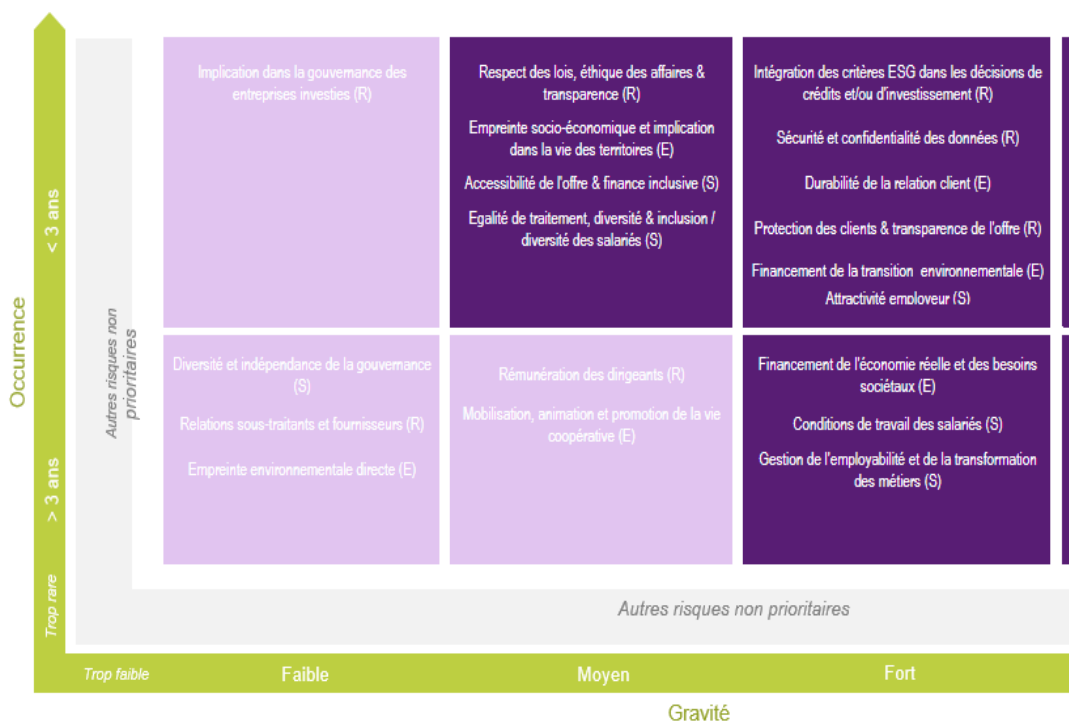 Implication dans la gouvernance des
entreprises investies (R)
Respect des lois, éthique des affaires &
transparence (R)
Empreinte socio-économique et implication
dans la vie des territoires (E)
Accessibilité de l'offre & finance inclusive (S)
Egalité de traitement, diversité & inclusion /
diversité des salariés (S)
Intégration des critères ESG dans les décisions de
crédits et/ou d'investissement (R)
Sécurité et confidentialité des données (R)
Durabilité de la relation client (E)
Protection des clients & transparence de l'offre (R)
Financement de la transition environnementale (E)
Attractivité employeur (S)
< 3 ans
Occurrence
Autres risques non
prioritaires
Diversité et indépendance de la gouvernance
(S)
Relations sous-traitants et fournisseurs (R)
Empreinte environnementale directe (E)
Rémunération des dirigeants (R)
Mobilisation, animation et promotion de la vie
coopérative (E)
Financement de l'économie réelle et des besoins
sociétaux (E)
Conditions de travail des salariés (S)
Gestion de l'employabilité et de la transformation
des métiers (S)
> 3 ans
Trop rare
Autres risques non prioritaires
Trop faible
Faible
Moyen
Fort
Gravité